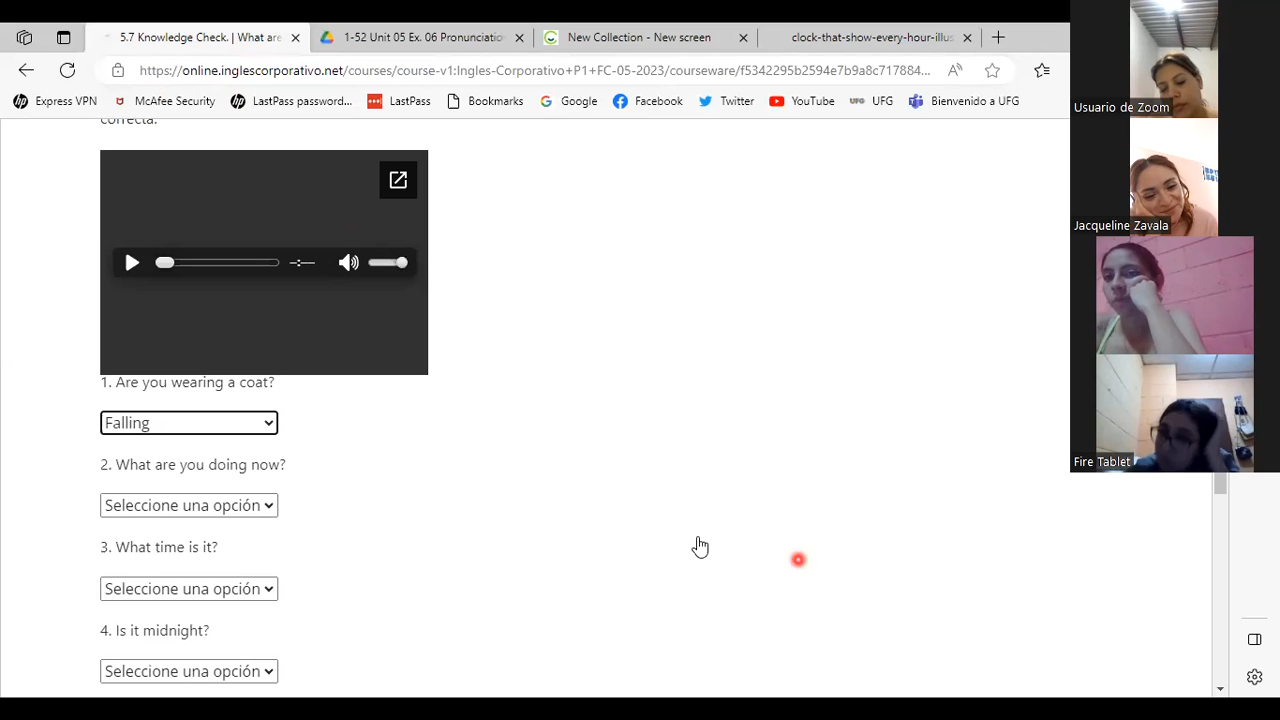 5.7 Knowledge Check. | What are
1-52 Unit 05 Ex. 06 Pronunciation
New Collection - New screen
clock-that-show-every-hour-illus
https://online.inglescorporativo.net/courses/course-v1:Ingles-Corporativo+P1+FC-05-2023/courseware/f5342295b2594e7b9a8c717884...
Express VPN
McAfee Security
LastPass password...
LastPass
Bookmarks
Google
Facebook
Twitter
YouTube
UFG
Bienvenido a UFG
correcta.
1. Are you wearing a coat?
Falling
2. What are you doing now?
Seleccione una opción
3. What time is it?
Seleccione una opción
4. Is it midnight?
Seleccione una opción
Usuario de Zoom
Jacqueline Zavala
Fire Tablet